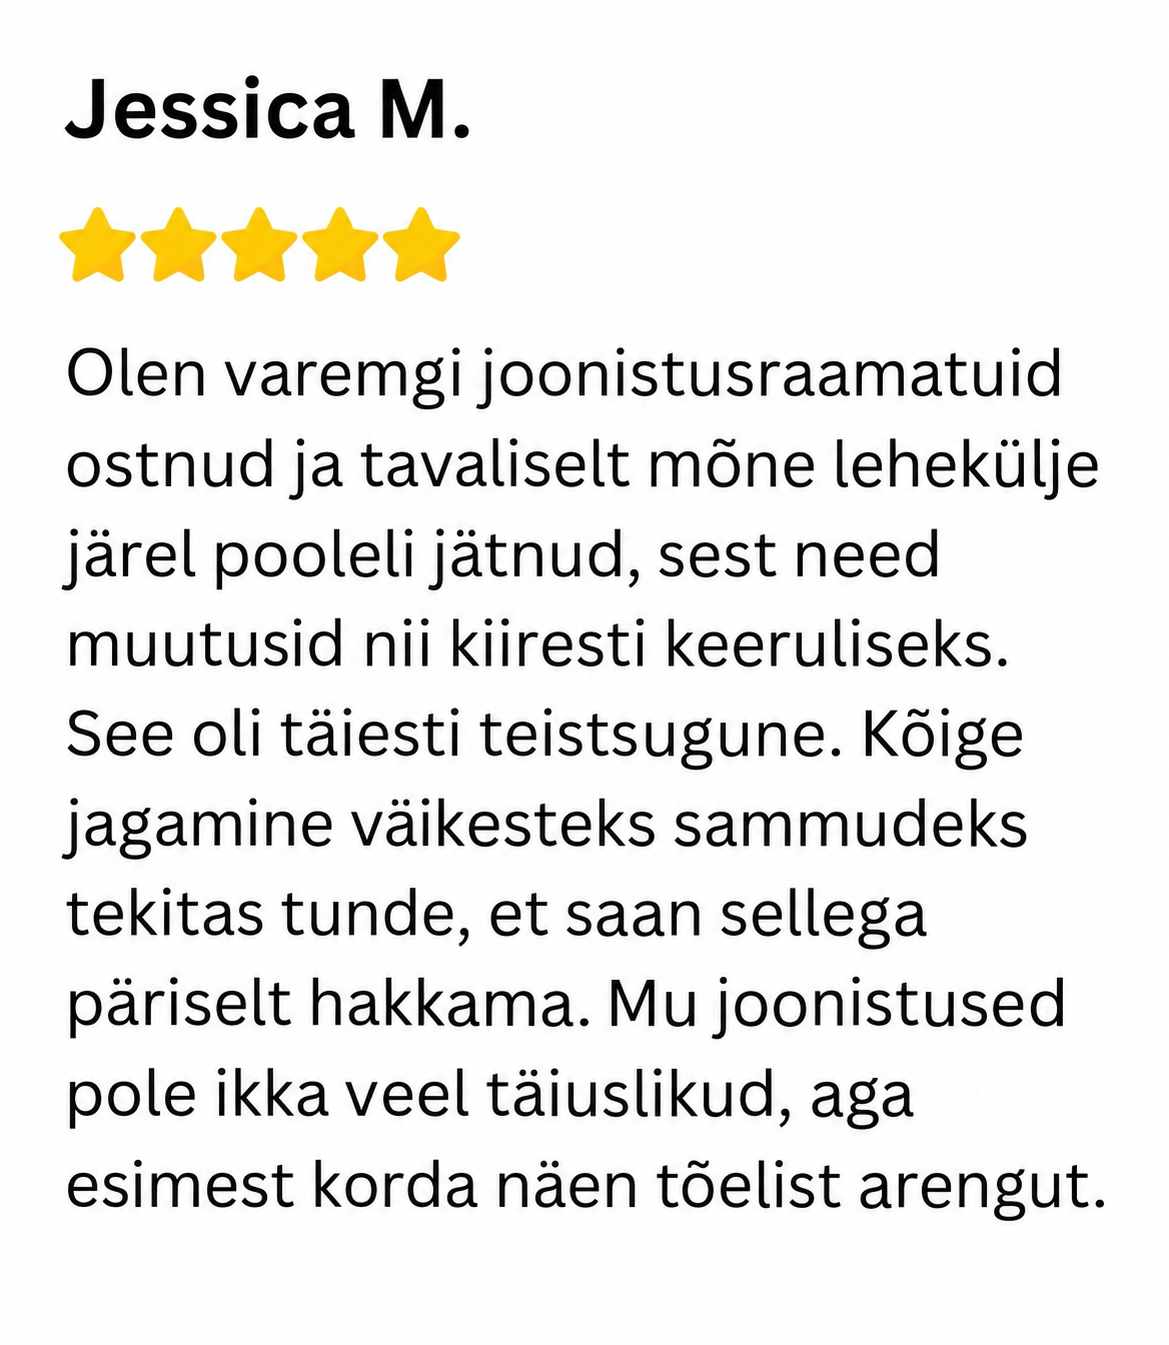 Jessica M.
Olen varemgi joonistusraamatuid
ostnud ja tavaliselt mõne lehekülje
järel pooleli jätnud, sest need
muutusid nii kiiresti keeruliseks.
See oli täiesti teistsugune. Kõige
jagamine väikesteks sammudeks
tekitas tunde, et saan sellega
päriselt hakkama. Mu joonistused
pole ikka veel täiuslikud, aga
esimest korda näen tõelist arengut.